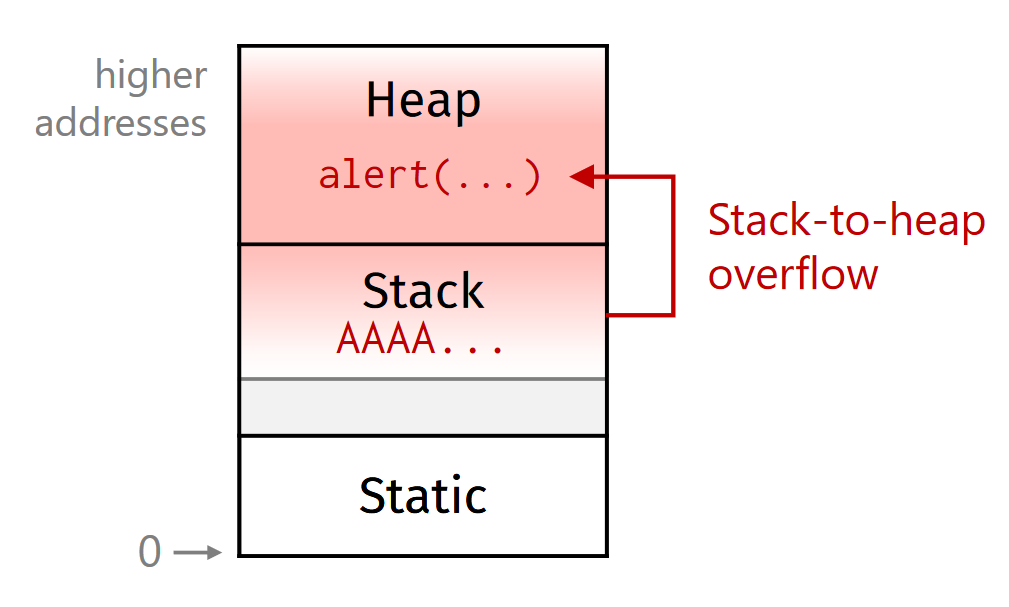 higher
addresses
Heap
alert(...)
Stack-to-heap
overflow
Stack
AAAA...
Static
0